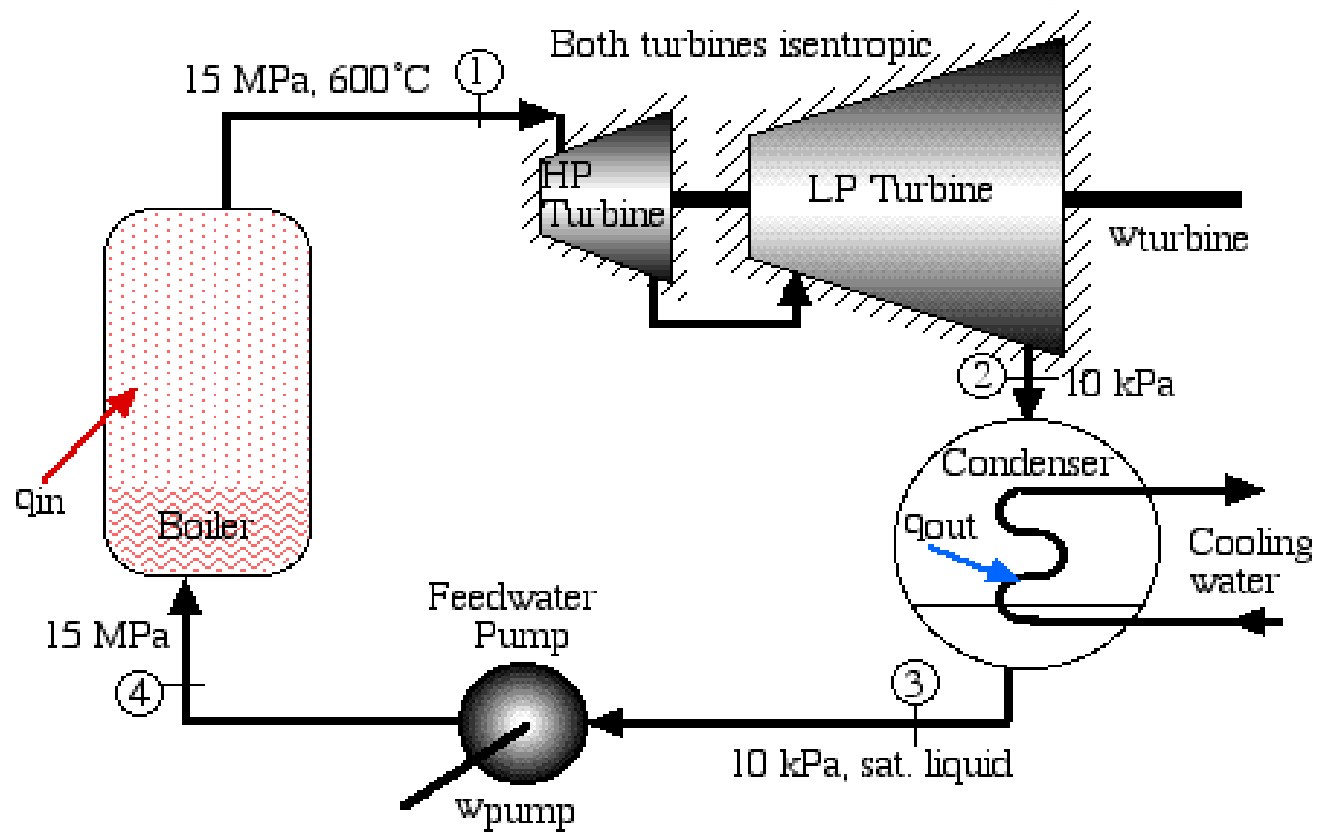 Both turbines isentropic.
15 MPa, 600°C
1
HP
Turbine
LP Turbine
wturbine
2
10 kPa
Condenser
qout
Cooling
water
qin
Boiler
Feedwater
Pump
15 MPa
4
3
10 kPa, sat. liquid
wpump